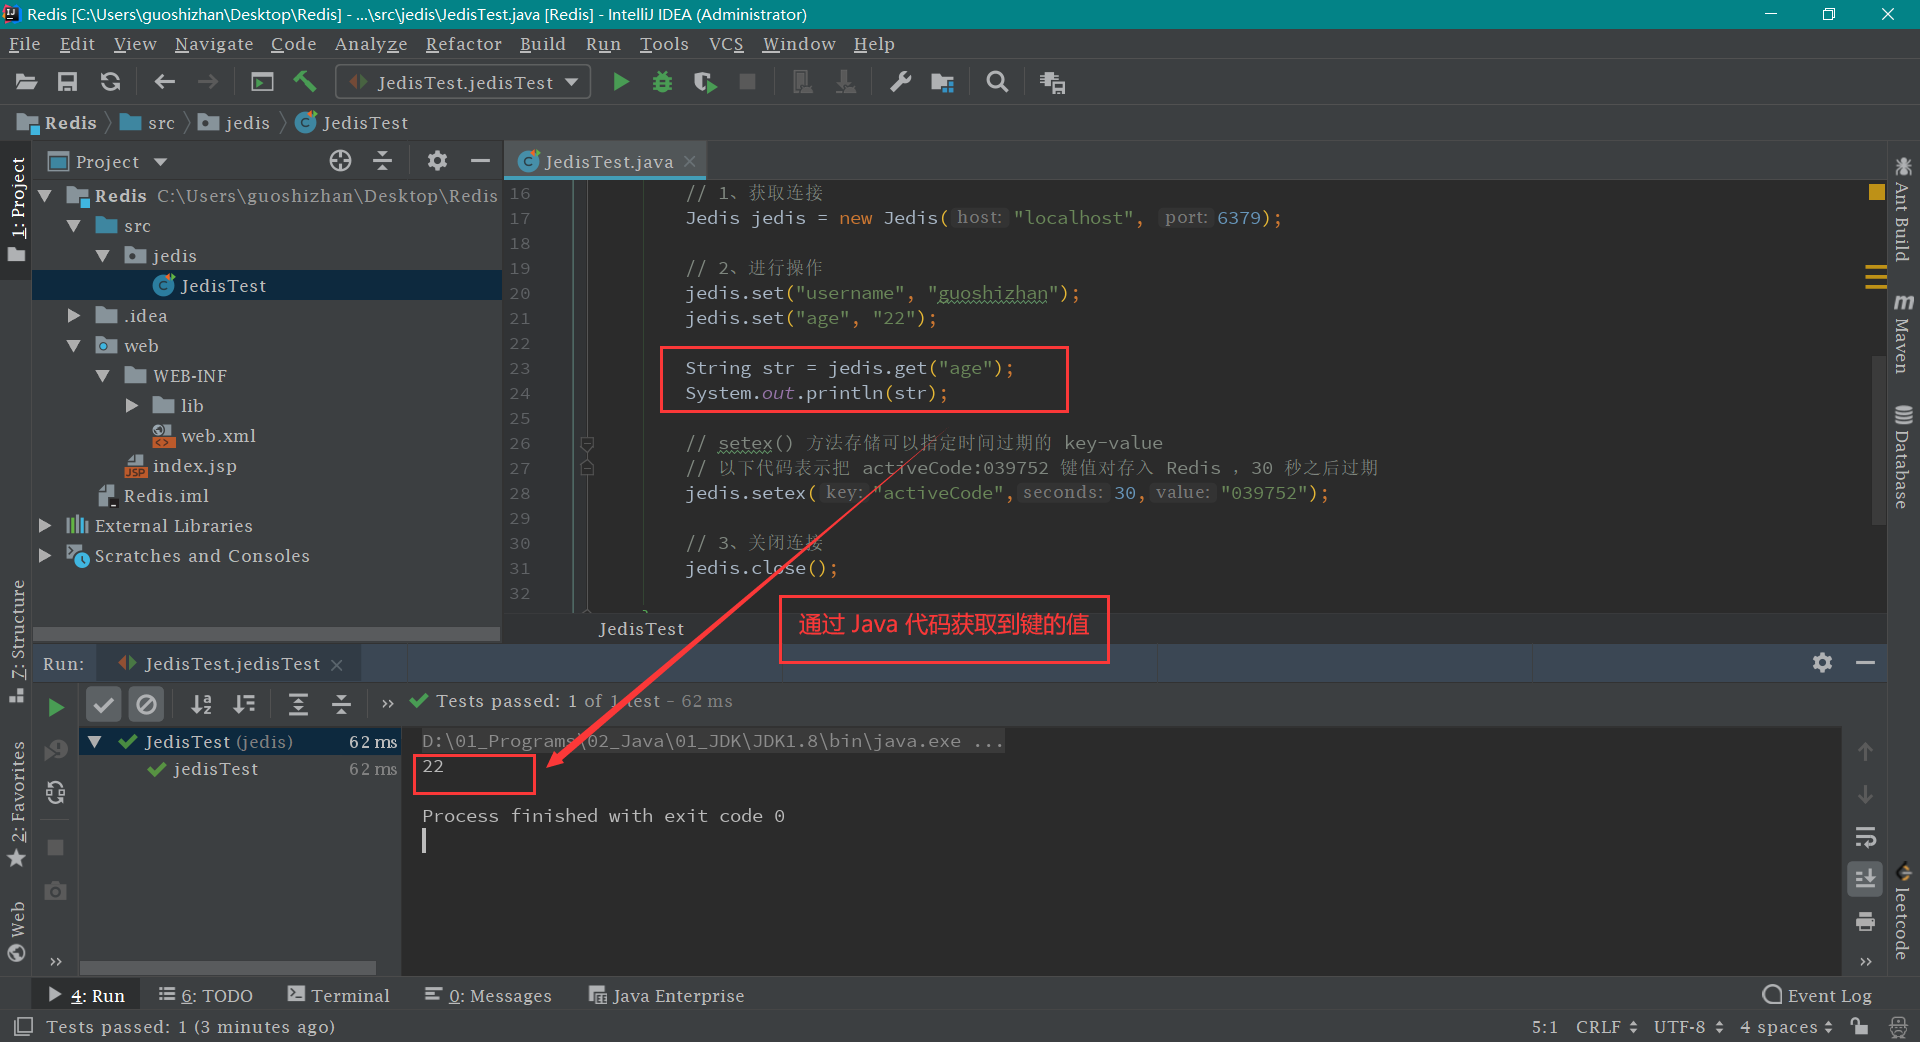 Redis [C:\Users\guoshizhan\Desktop\Redis] - ...\src\jedis\JedisTest.java [Redis] - IntelliJ IDEA (Administrator)
File Edit View Navigate Code Analyze Refactor Build Run Tools VCS Window Help
JedisTest.jedisTest
Redis src jedis JedisTest
1: Project
Project
Redis C:\Users\guoshizhan\Desktop\Redis
src
jedis
JedisTest
.idea
web
WEB-INF
lib
web.xml
index.jsp
Redis.iml
External Libraries
Scratches and Consoles
JedisTest.java
16 // 1、获取连接
17 Jedis jedis = new Jedis( host: "localhost", port: 6379);
18
19 // 2、进行操作
20 jedis.set("username", "guoshizhan");
21 jedis.set("age", "22");
22
23 String str = jedis.get("age");
24 System.out.println(str);
25
26 // setex() 方法存储可以指定时间过期的 key-value
27 // 以下代码表示把 activeCode:039752 键值对存入 Redis ，30 秒之后过期
28 jedis.setex( key: "activeCode", seconds: 30, value: "039752");
29
30 // 3、关闭连接
31 jedis.close();
32
JedisTest
通过 Java 代码获取到键的值
Ant Build
Maven
Database
leetcode
Z: Structure
2: Favorites
Web
Run: JedisTest.jedisTest
Tests passed: 1 of 1 test – 62 ms
JedisTest (jedis) 62 ms
jedisTest 62 ms
D:\01_Programs\02_Java\01_JDK\JDK1.8\bin\java.exe ...
22
Process finished with exit code 0
4: Run 6: TODO Terminal 0: Messages Java Enterprise Event Log
Tests passed: 1 (3 minutes ago) 5:1 CRLF UTF-8 4 spaces